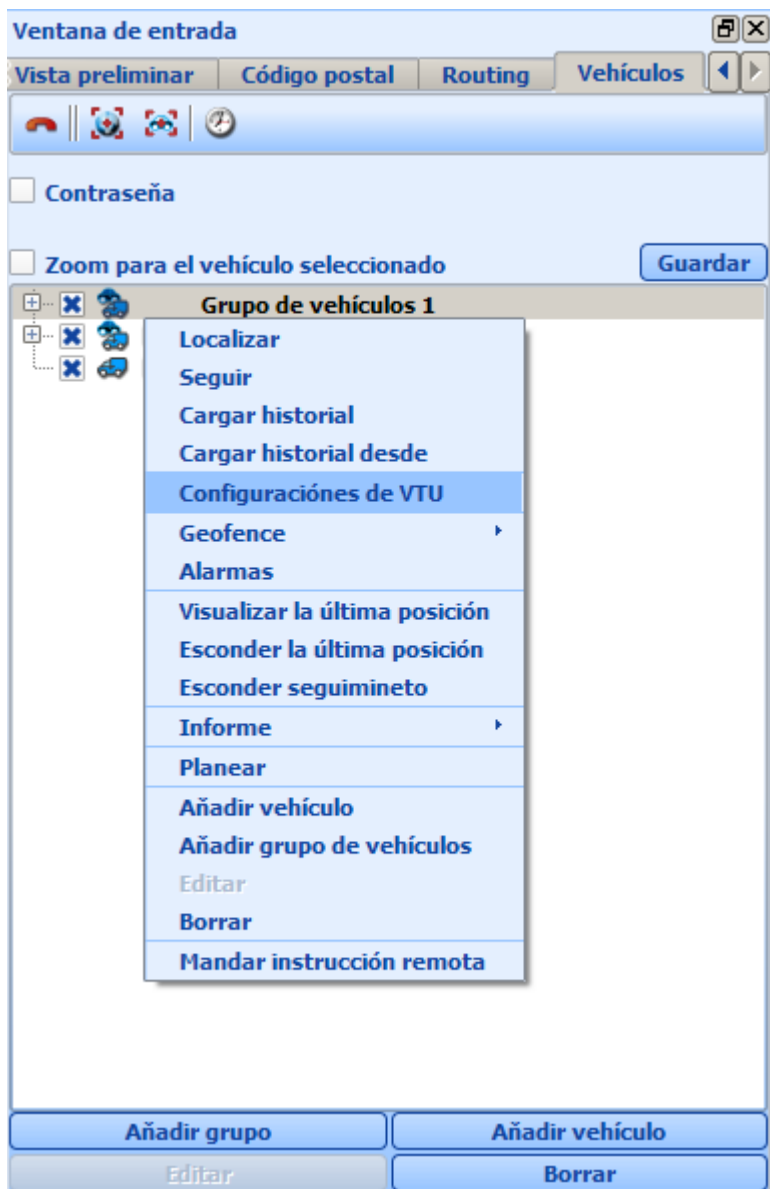 Ventana de entrada
Vista preliminar Código postal Routing Vehículos
Contraseña
Zoom para el vehículo seleccionado Guardar
Grupo de vehículos 1
Localizar
Seguir
Cargar historial
Cargar historial desde
Configuraciónes de VTU
Geofence
Alarmas
Visualizar la última posición
Esconder la última posición
Esconder seguimineto
Informe
Planear
Añadir vehículo
Añadir grupo de vehículos
Editar
Borrar
Mandar instrucción remota
Añadir grupo Añadir vehículo
Editar Borrar